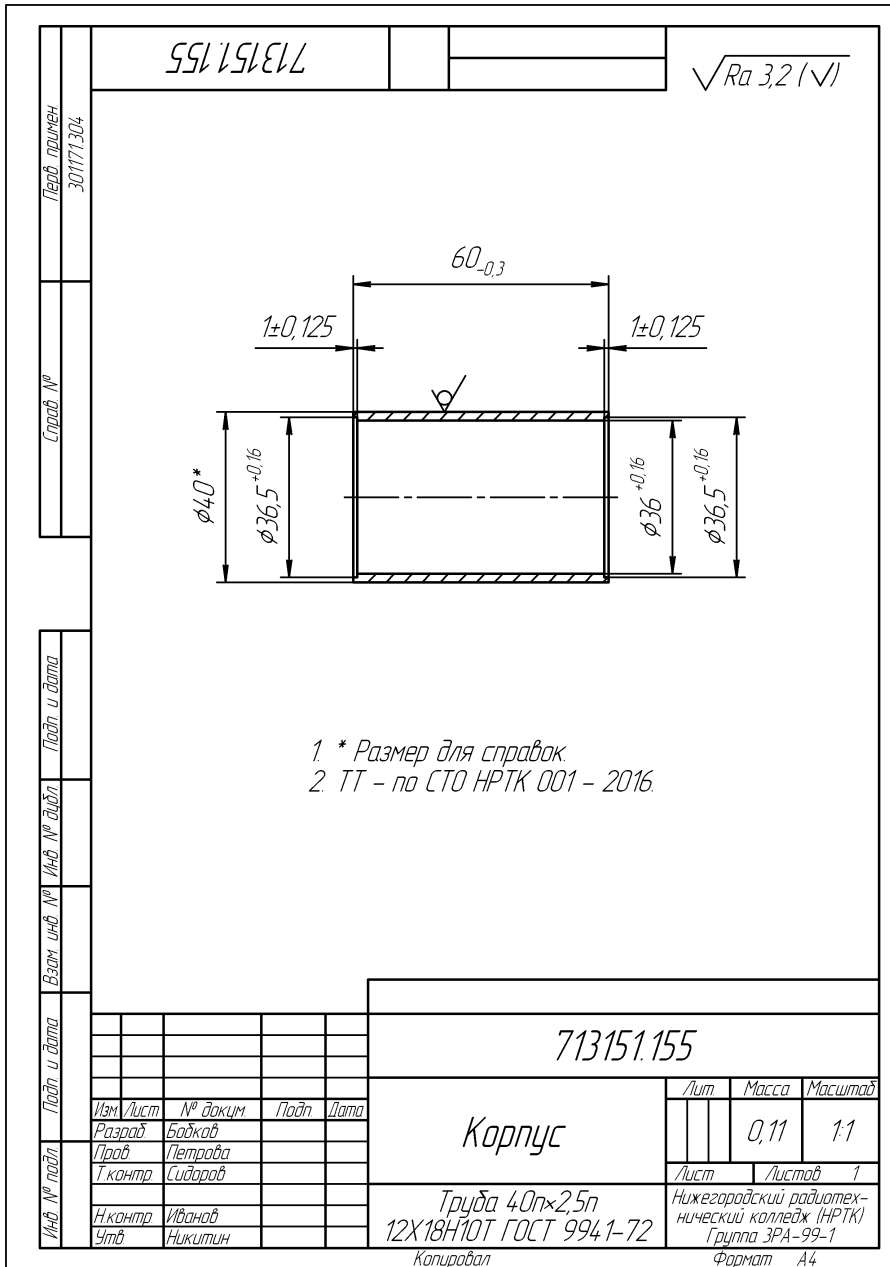 713151.155
√Ra 3,2 (√)
Перв. примен.
301171.304
Справ. №
60-0,3
1±0,125
1±0,125
⌀40*
⌀36,5+0,16
⌀36+0,16
⌀36,5+0,16
1. * Размер для справок.
2. ТТ – по СТО НРТК 001 – 2016.
Подп. и дата
Инв. № дубл.
Взам. инв. №
Подп. и дата
Инв. № подл.
713151.155
Изм. Лист № докум. Подп. Дата
Разраб. Бобков
Пров. Петрова
Т.контр. Сидоров
Н.контр. Иванов
Утв. Никитин
Корпус
Лит. Масса Масштаб
0,11 1:1
Лист Листов 1
Труба 40п×2,5п
12Х18Н10Т ГОСТ 9941-72
Нижегородский радиотех-
нический колледж (НРТК)
Группа ЗРА-99-1
Копировал Формат А4